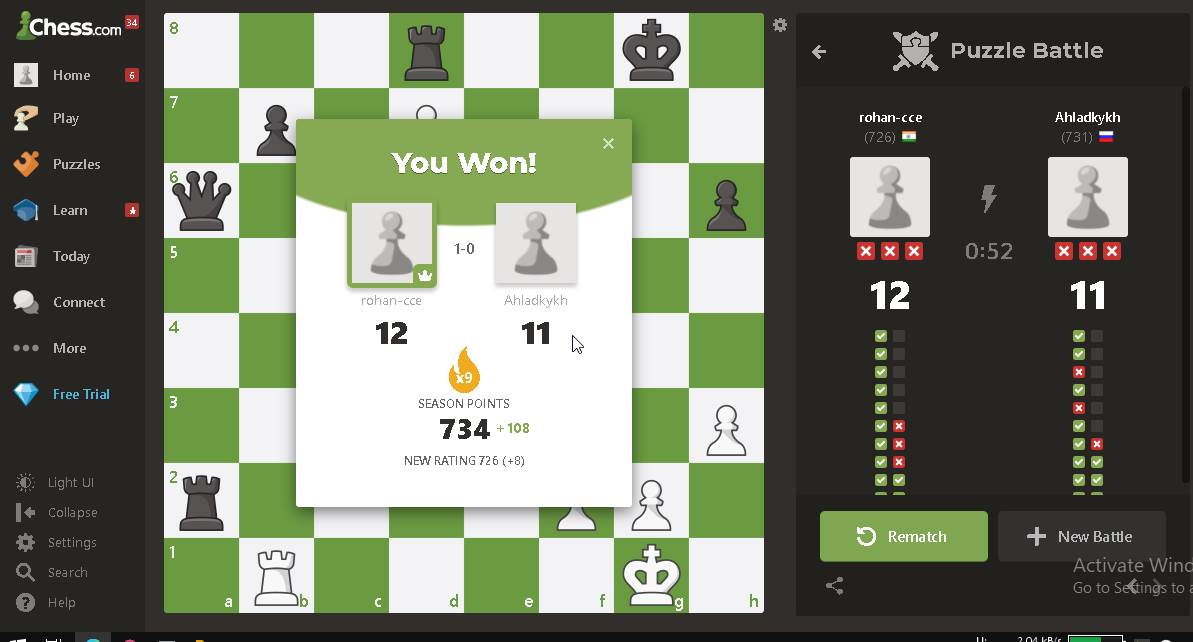 Chess.com 34
Home 6
Play
Puzzles
Learn
Today
Connect
More
Free Trial
Light UI
Collapse
Settings
Search
Help
8
7
6
5
4
3
2
1
a b c d e f g h
You Won!
1-0
rohan-cce Ahladkykh
12 11
x9
SEASON POINTS
734 +108
NEW RATING 726 (+8)
Puzzle Battle
rohan-cce Ahladkykh
(726) (731)
0:52
12 11
Rematch New Battle
Activate Wind
Go to Settings to a